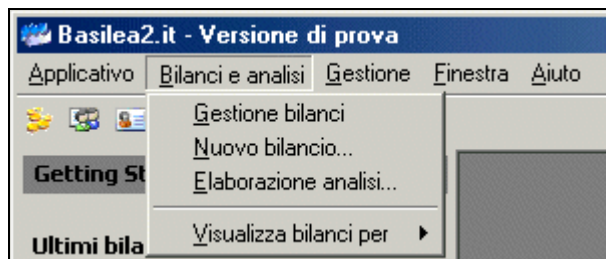 Basilea2.it - Versione di prova
Applicativo Bilanci e analisi Gestione Finestra Aiuto
Gestione bilanci
Nuovo bilancio...
Getting St
Elaborazione analisi...
Visualizza bilanci per
Ultimi bila